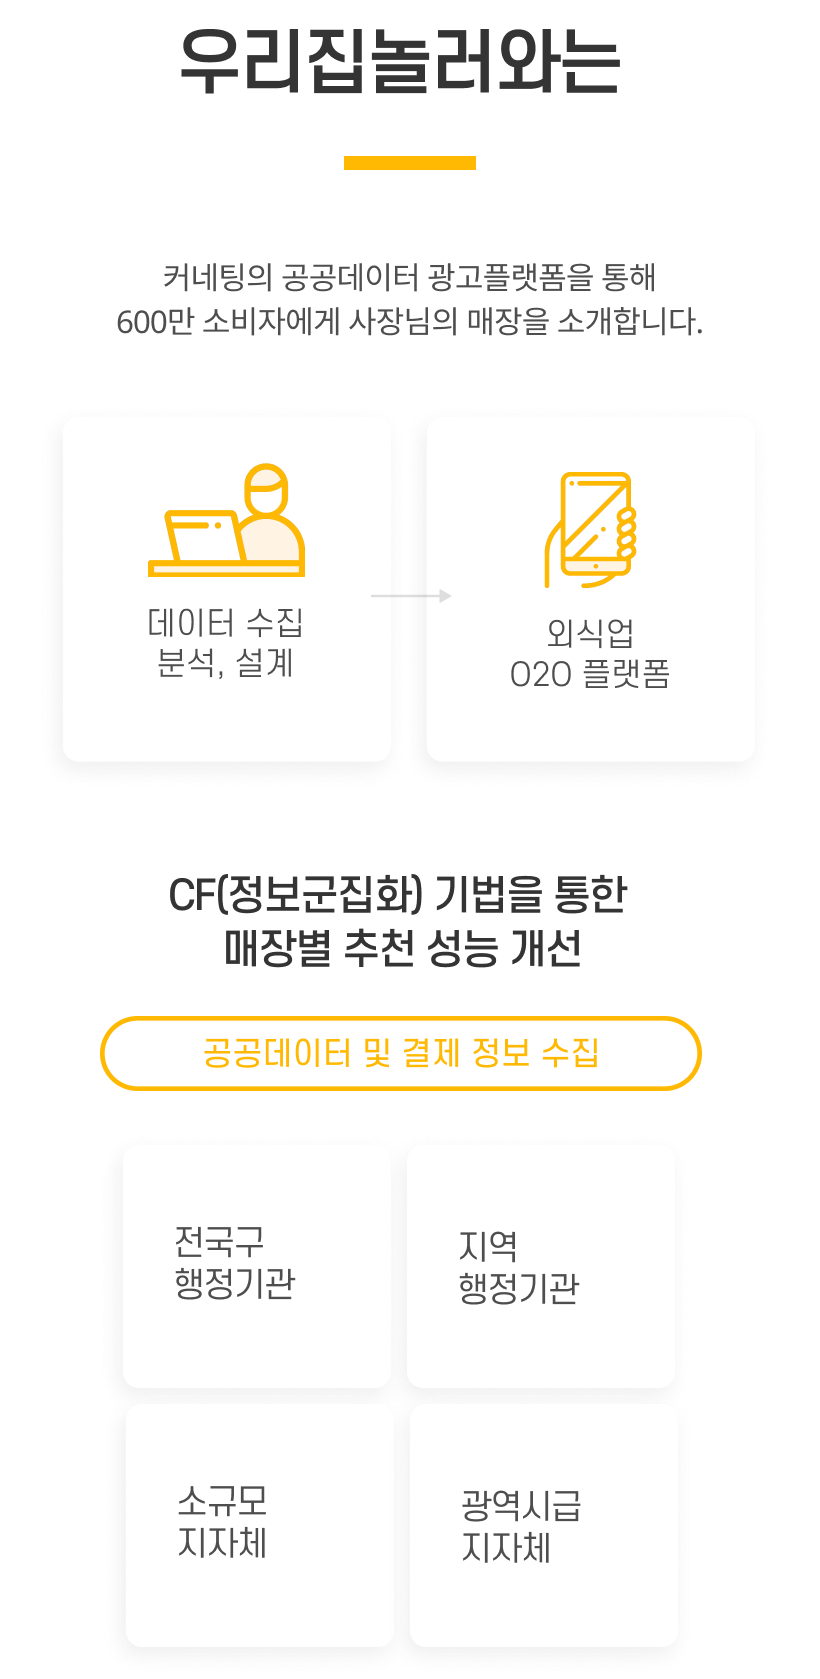 우리집놀러와는
커네팅의 공공데이터 광고플랫폼을 통해
600만 소비자에게 사장님의 매장을 소개합니다.
데이터 수집
분석, 설계
외식업
O2O 플랫폼
CF(정보군집화) 기법을 통한
매장별 추천 성능 개선
공공데이터 및 결제 정보 수집
전국구
행정기관
지역
행정기관
소규모
지자체
광역시급
지자체